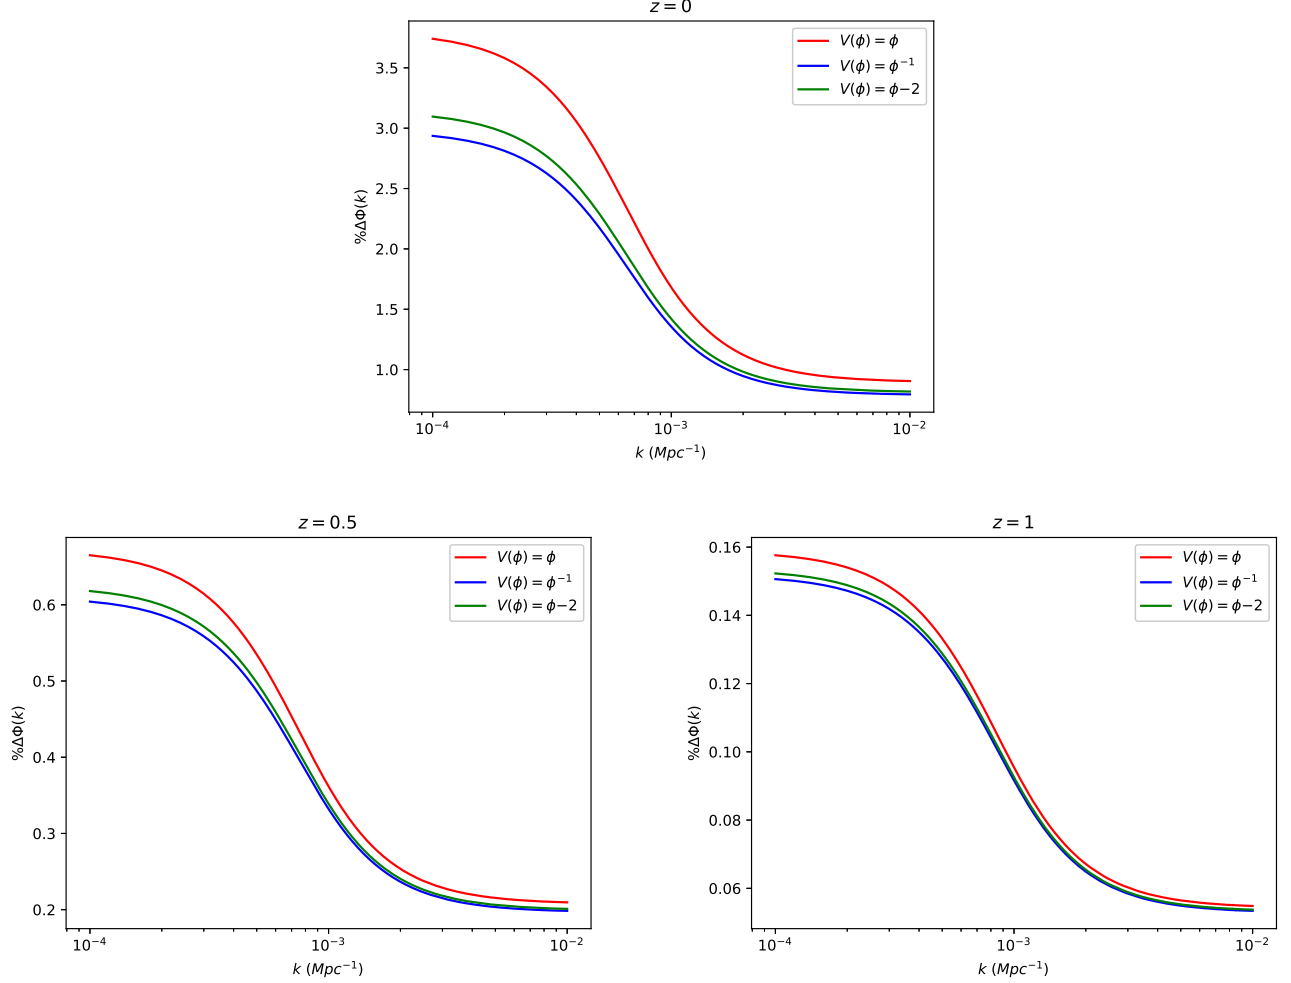 z = 0
3.5
3.0
2.5
2.0
1.5
1.0
%ΔΦ(k)
10⁻⁴
10⁻³
10⁻²
k (Mpc⁻¹)
V(ϕ) = ϕ
V(ϕ) = ϕ⁻¹
V(ϕ) = ϕ−2
z = 0.5
0.6
0.5
0.4
0.3
0.2
%ΔΦ(k)
10⁻⁴
10⁻³
10⁻²
k (Mpc⁻¹)
V(ϕ) = ϕ
V(ϕ) = ϕ⁻¹
V(ϕ) = ϕ−2
z = 1
0.16
0.14
0.12
0.10
0.08
0.06
%ΔΦ(k)
10⁻⁴
10⁻³
10⁻²
k (Mpc⁻¹)
V(ϕ) = ϕ
V(ϕ) = ϕ⁻¹
V(ϕ) = ϕ−2